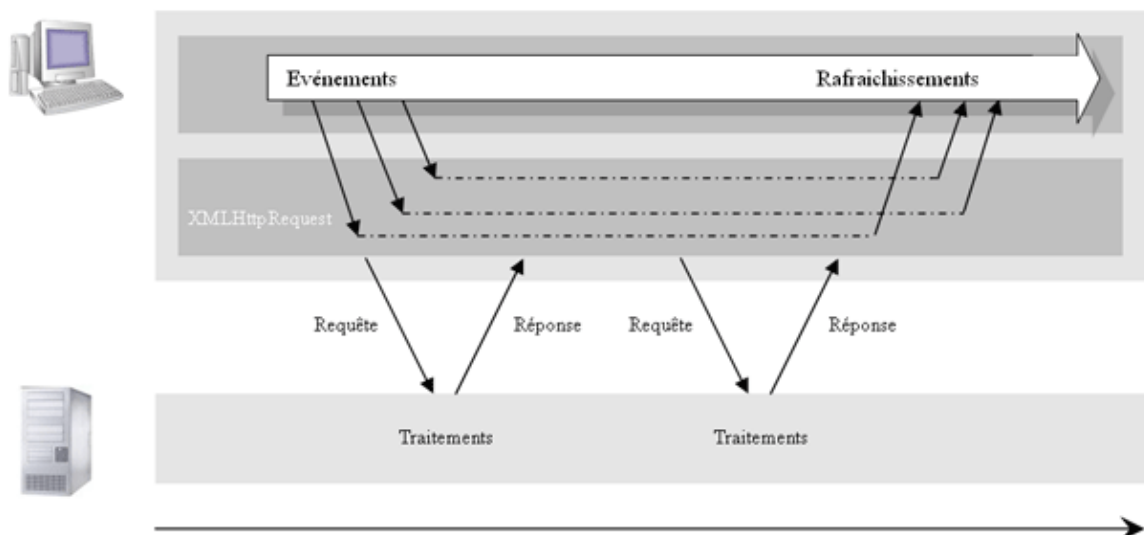 Evénements
Rafraichissements
XMLHttpRequest
Requête
Réponse
Requête
Réponse
Traitements
Traitements